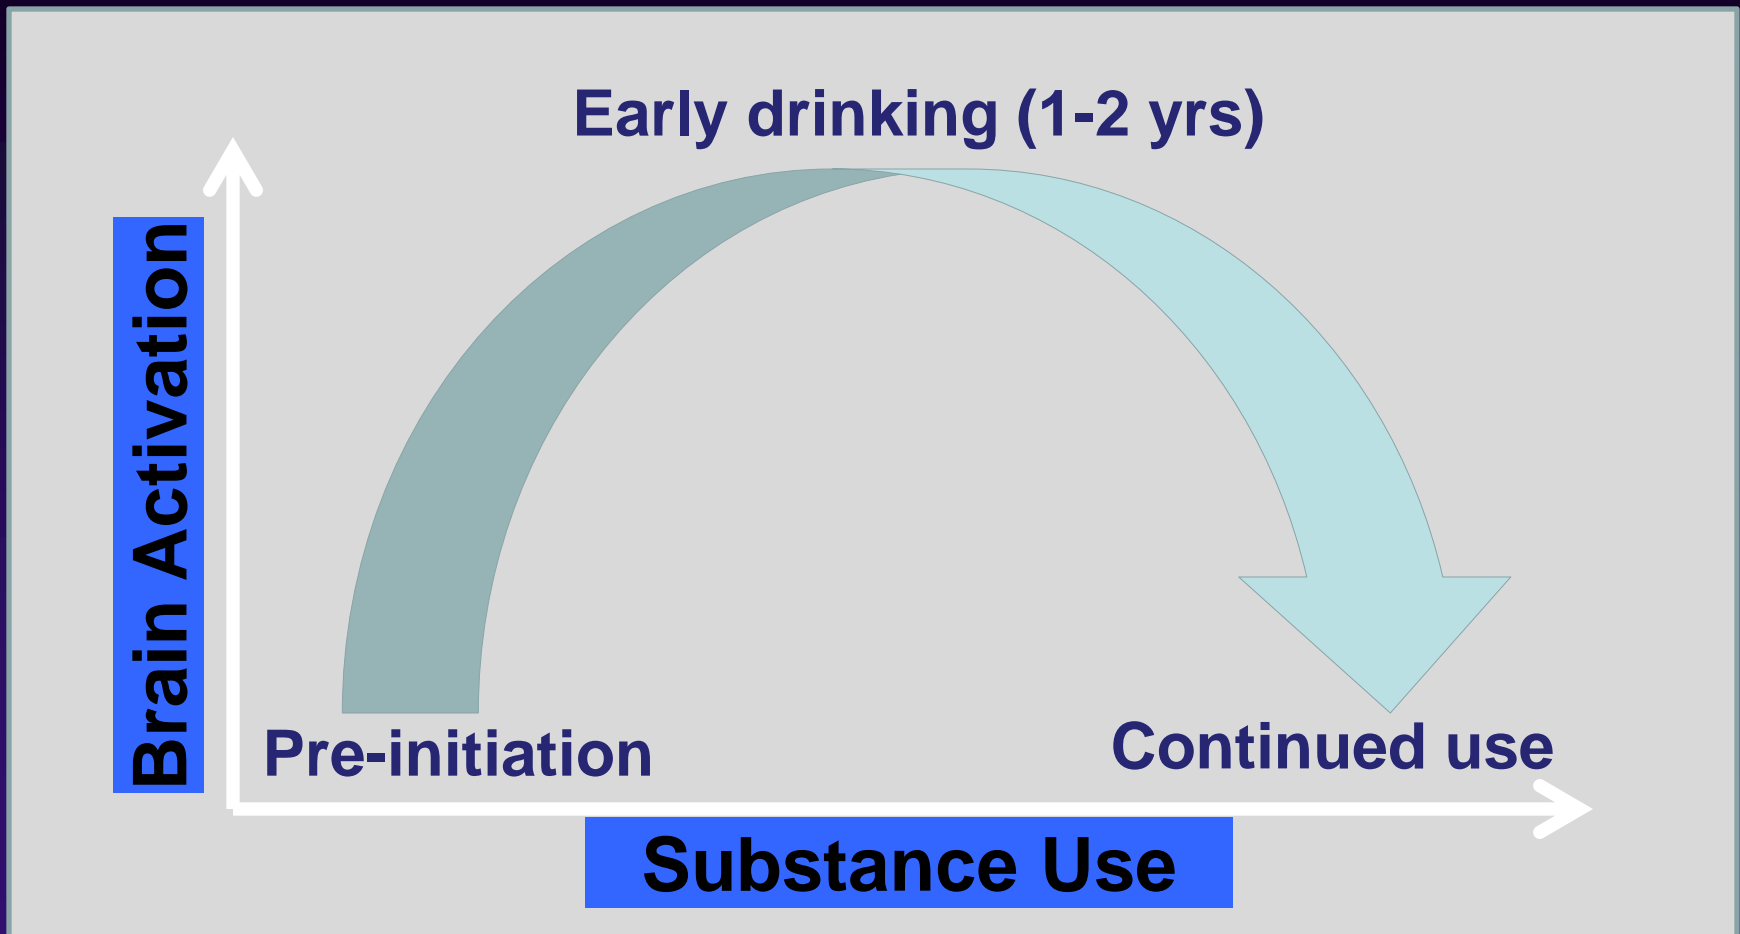 Early drinking (1-2 yrs)
Brain Activation
Pre-initiation
Continued use
Substance Use